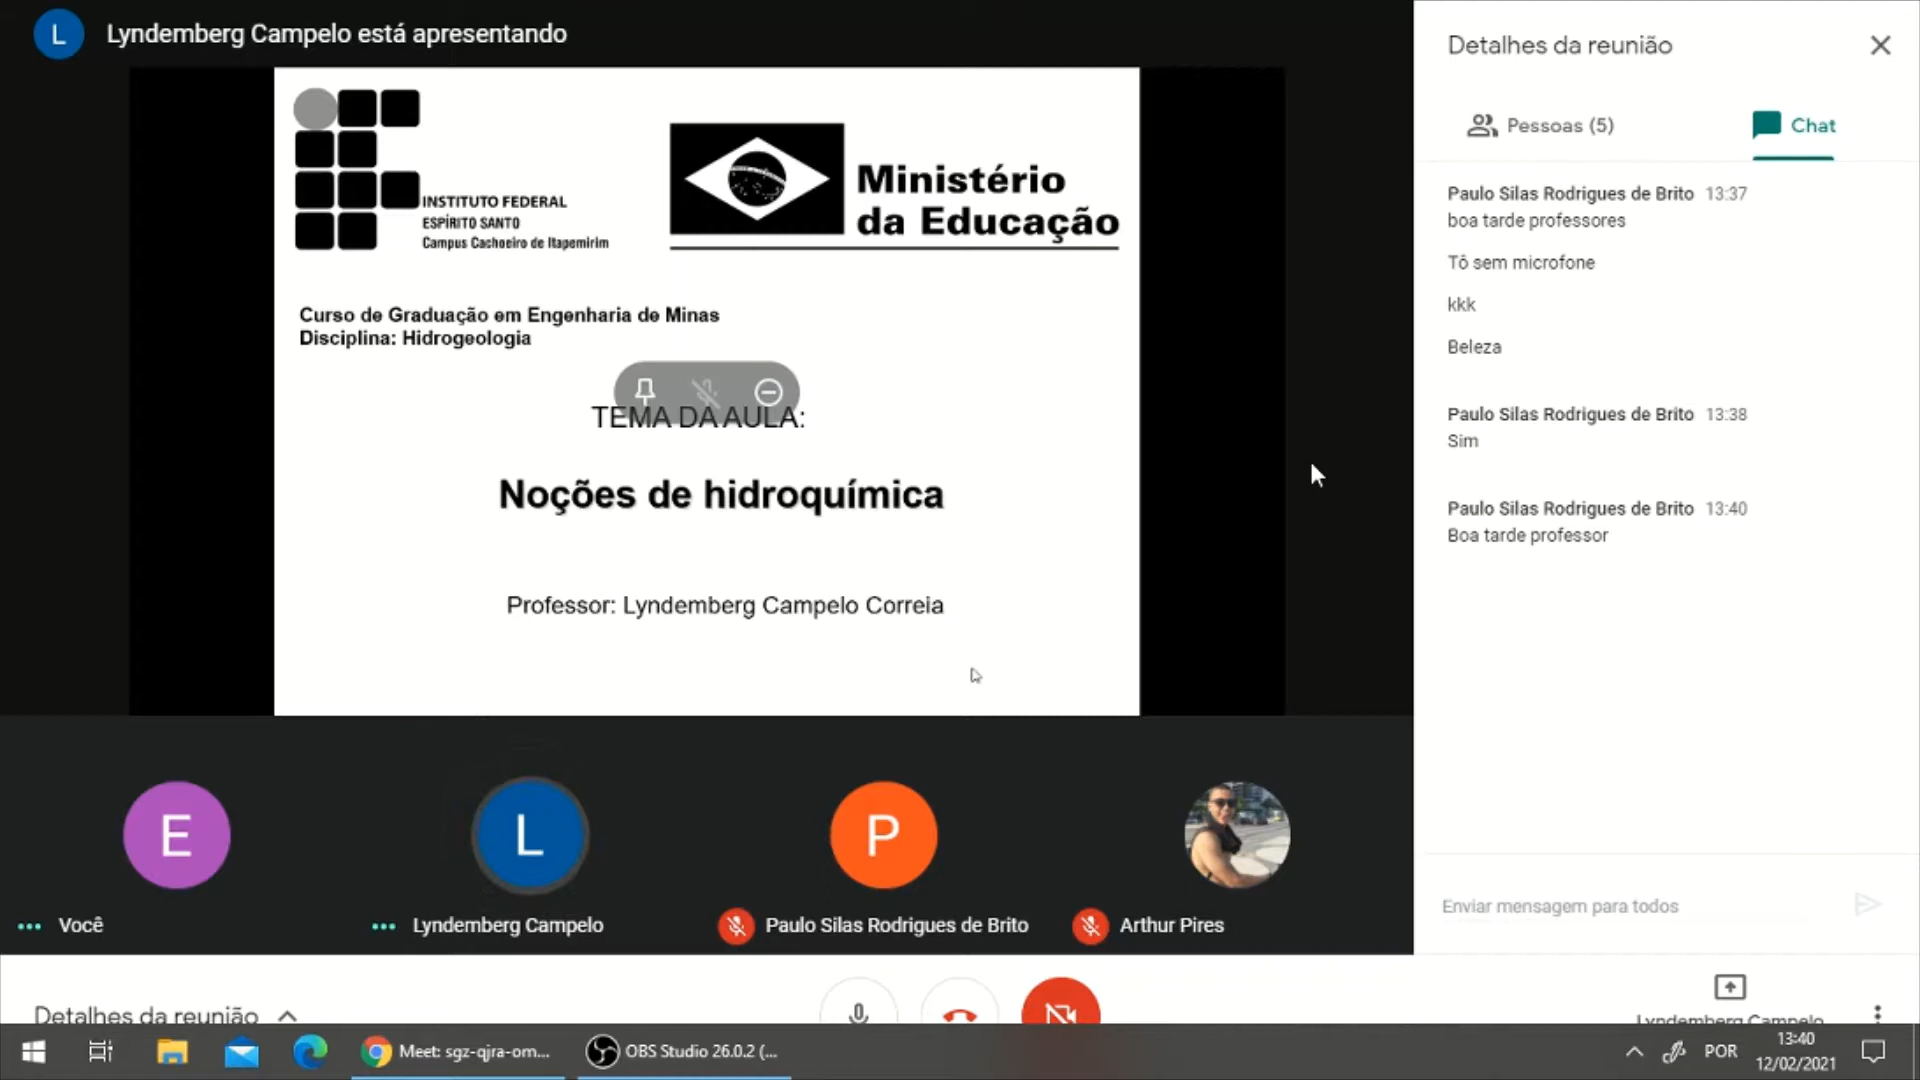 L
Lyndemberg Campelo está apresentando
INSTITUTO FEDERAL
ESPÍRITO SANTO
Campus Cachoeiro de Itapemirim
Ministério
da Educação
Curso de Graduação em Engenharia de Minas
Disciplina: Hidrogeologia
TEMA DA AULA:
Noções de hidroquímica
Professor: Lyndemberg Campelo Correia
E
L
P
Você
Lyndemberg Campelo
Paulo Silas Rodrigues de Brito
Arthur Pires
Detalhes da reunião
Pessoas (5)
Chat
Paulo Silas Rodrigues de Brito 13:37
boa tarde professores
Tô sem microfone
kkk
Beleza
Paulo Silas Rodrigues de Brito 13:38
Sim
Paulo Silas Rodrigues de Brito 13:40
Boa tarde professor
Enviar mensagem para todos
Detalhes da reunião
Lyndemberg Campelo
Meet: sgz-qjra-om...
OBS Studio 26.0.2 (...
POR
13:40
12/02/2021